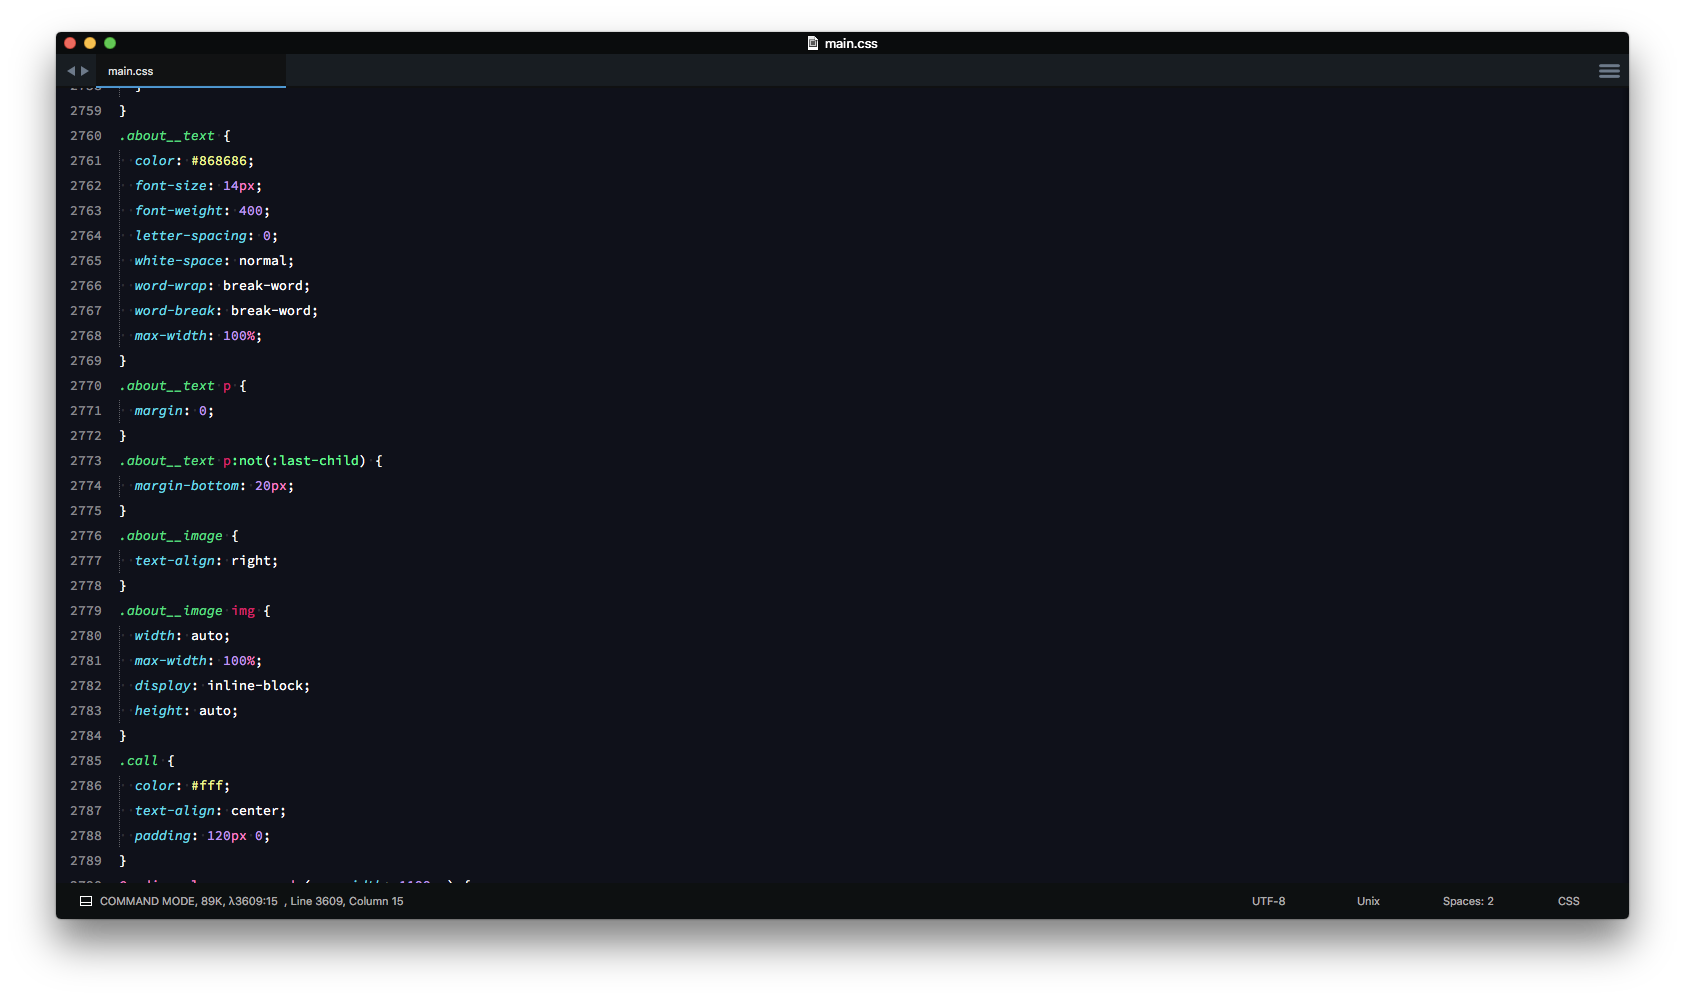 main.css
main.css
2759 }
2760 .about__text {
2761 color: #868686;
2762 font-size: 14px;
2763 font-weight: 400;
2764 letter-spacing: 0;
2765 white-space: normal;
2766 word-wrap: break-word;
2767 word-break: break-word;
2768 max-width: 100%;
2769 }
2770 .about__text p {
2771 margin: 0;
2772 }
2773 .about__text p:not(:last-child) {
2774 margin-bottom: 20px;
2775 }
2776 .about__image {
2777 text-align: right;
2778 }
2779 .about__image img {
2780 width: auto;
2781 max-width: 100%;
2782 display: inline-block;
2783 height: auto;
2784 }
2785 .call {
2786 color: #fff;
2787 text-align: center;
2788 padding: 120px 0;
2789 }
COMMAND MODE, 89K, λ3609:15 , Line 3609, Column 15 UTF-8 Unix Spaces: 2 CSS